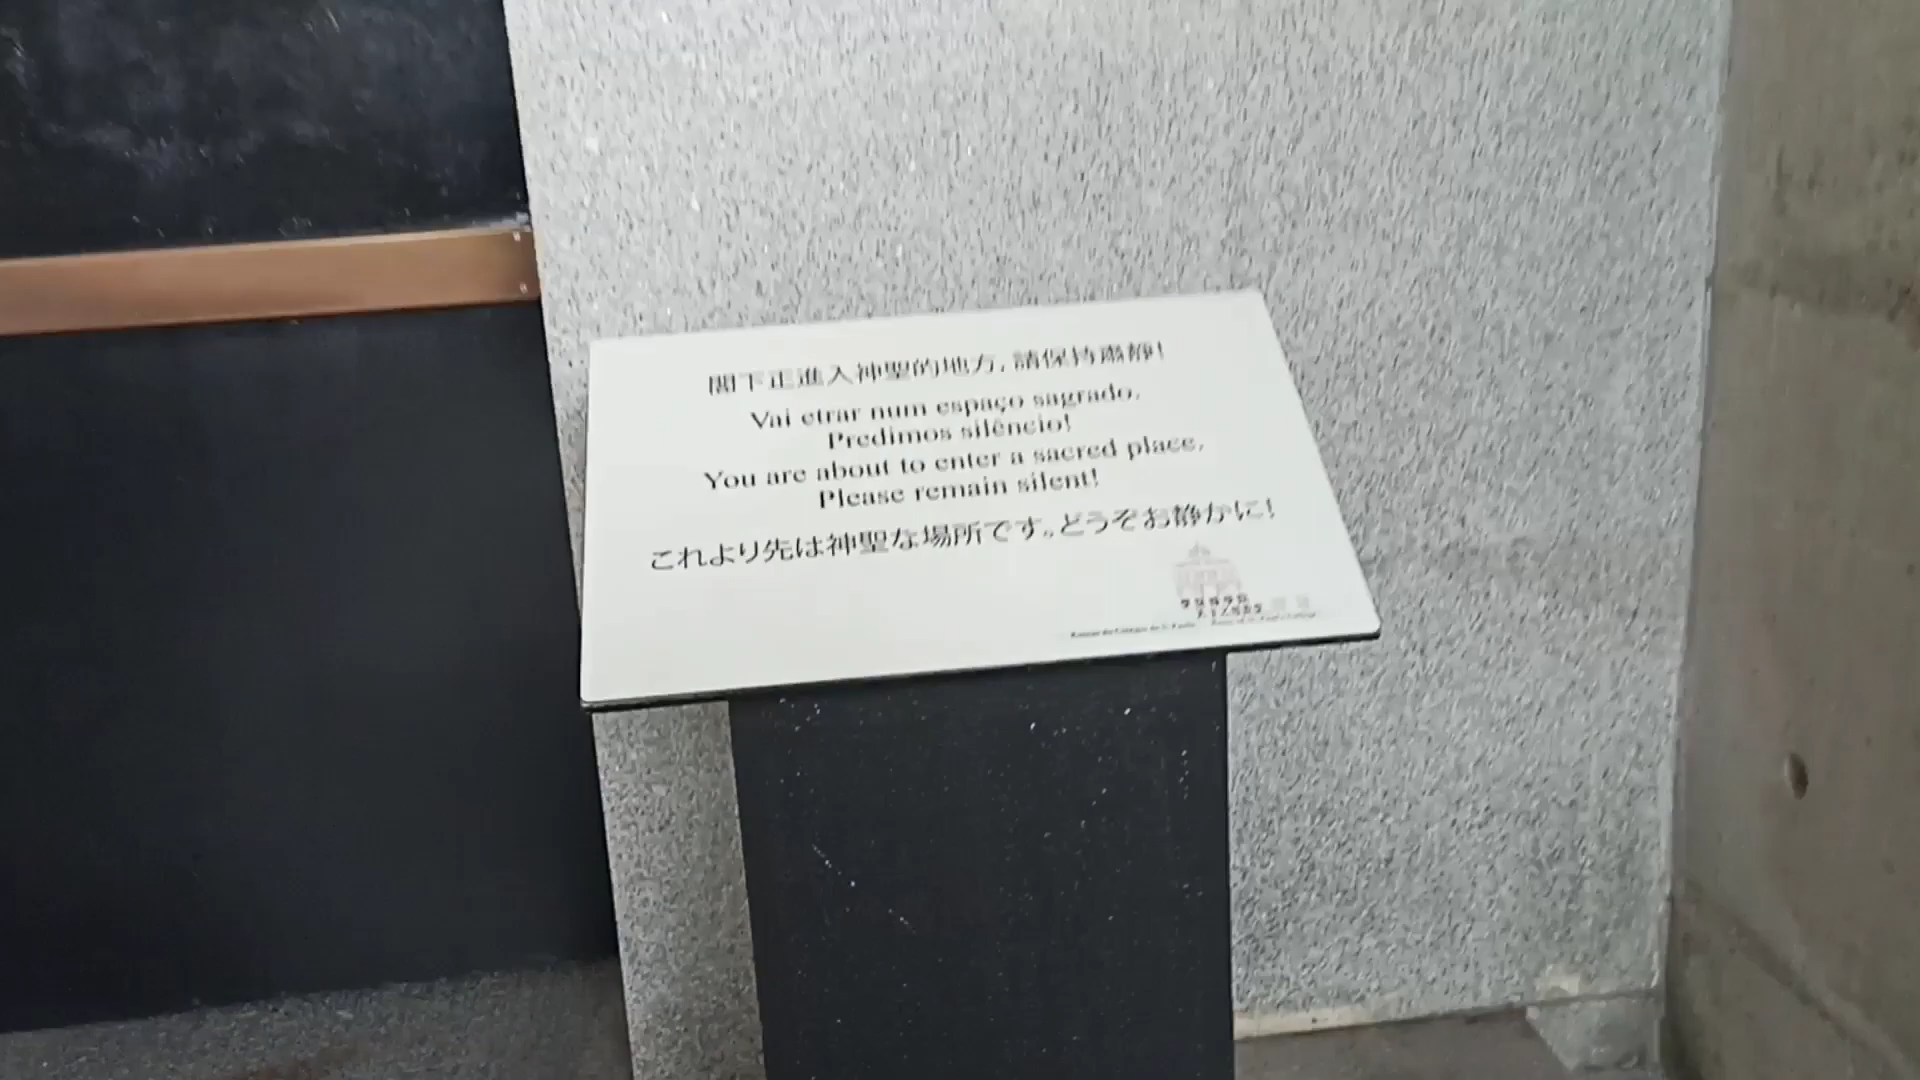 閣下正進入神聖的地方，請保持肅靜！
Vai etrar num espaço sagrado.
Predimos silêncio!
You are about to enter a sacred place,
Please remain silent!
これより先は神聖な場所です。どうぞお静かに！